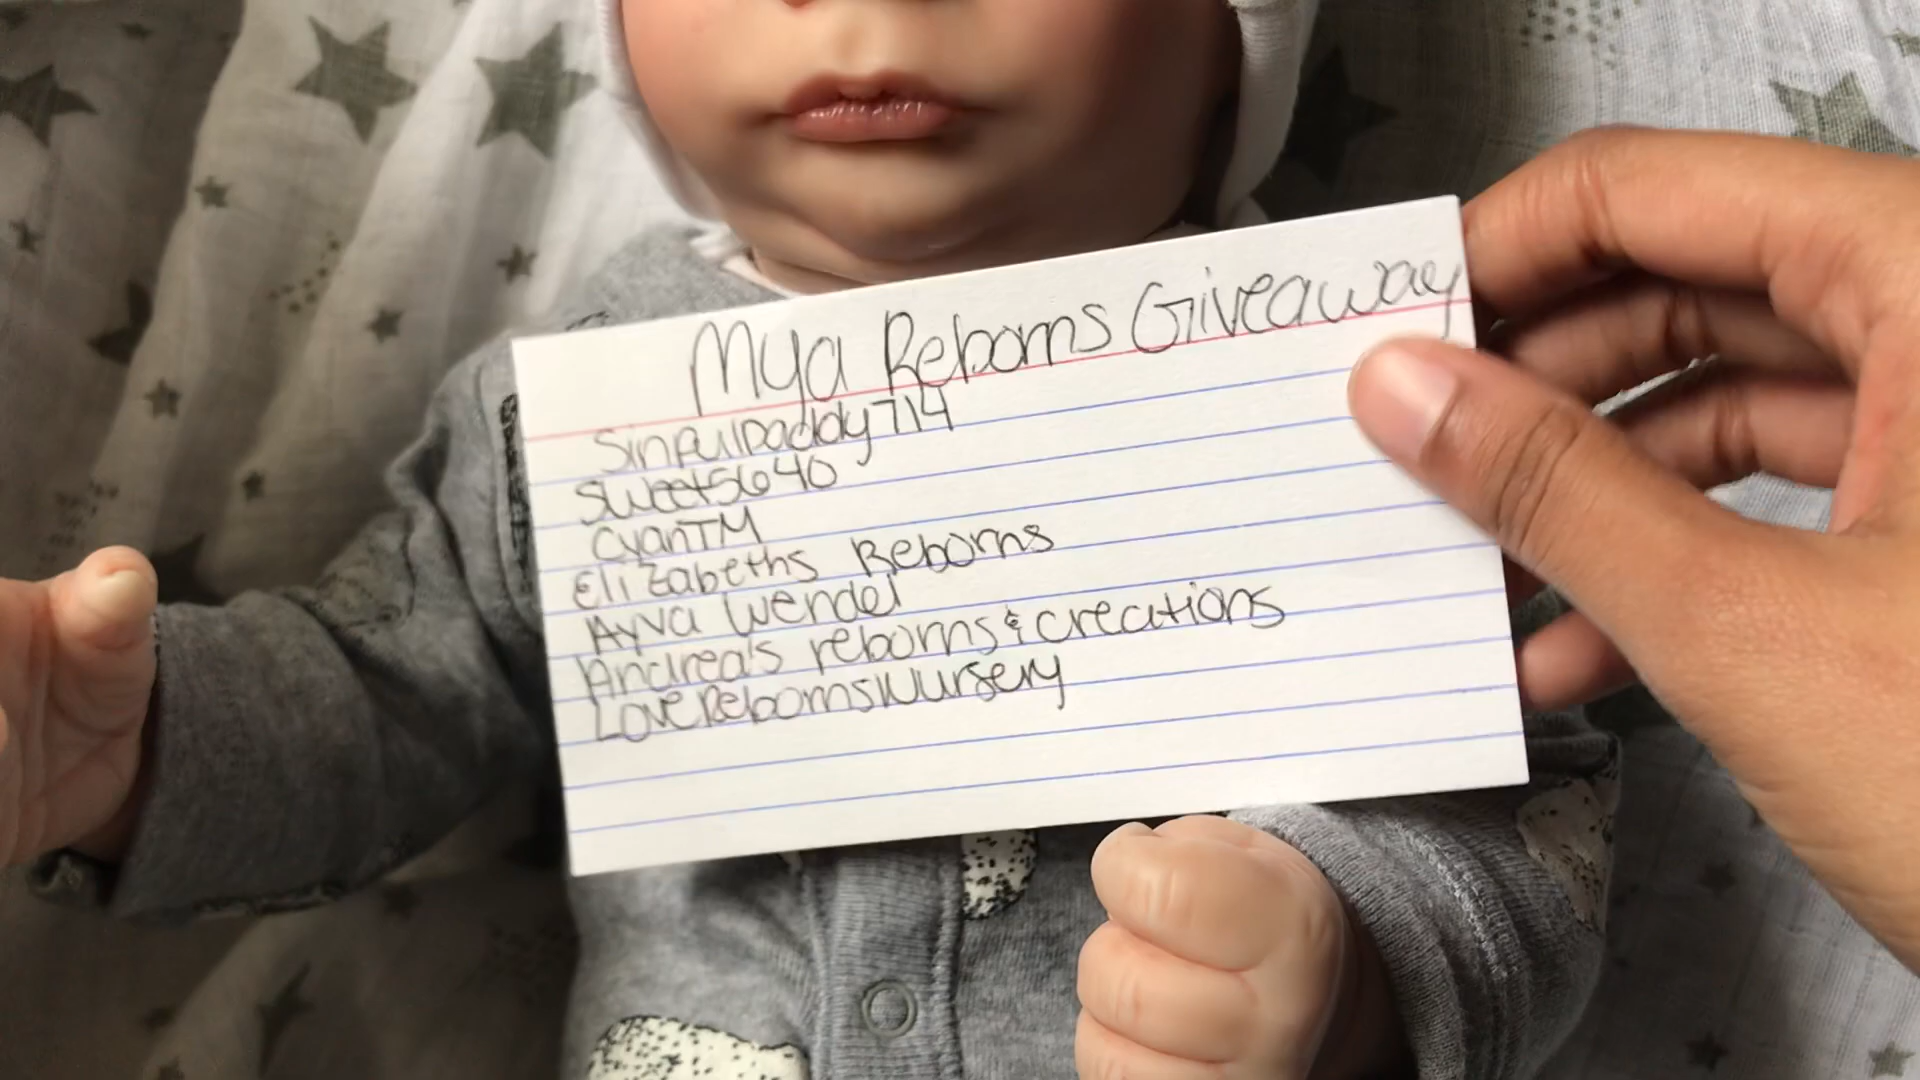 Mya Reborns Giveaway
SinfulDaddy714
Sweet5640
CyanTM
Elizabeths Reborns
Ayva Wendel
Andrea's reborns & creations
LoveRebornsNursery